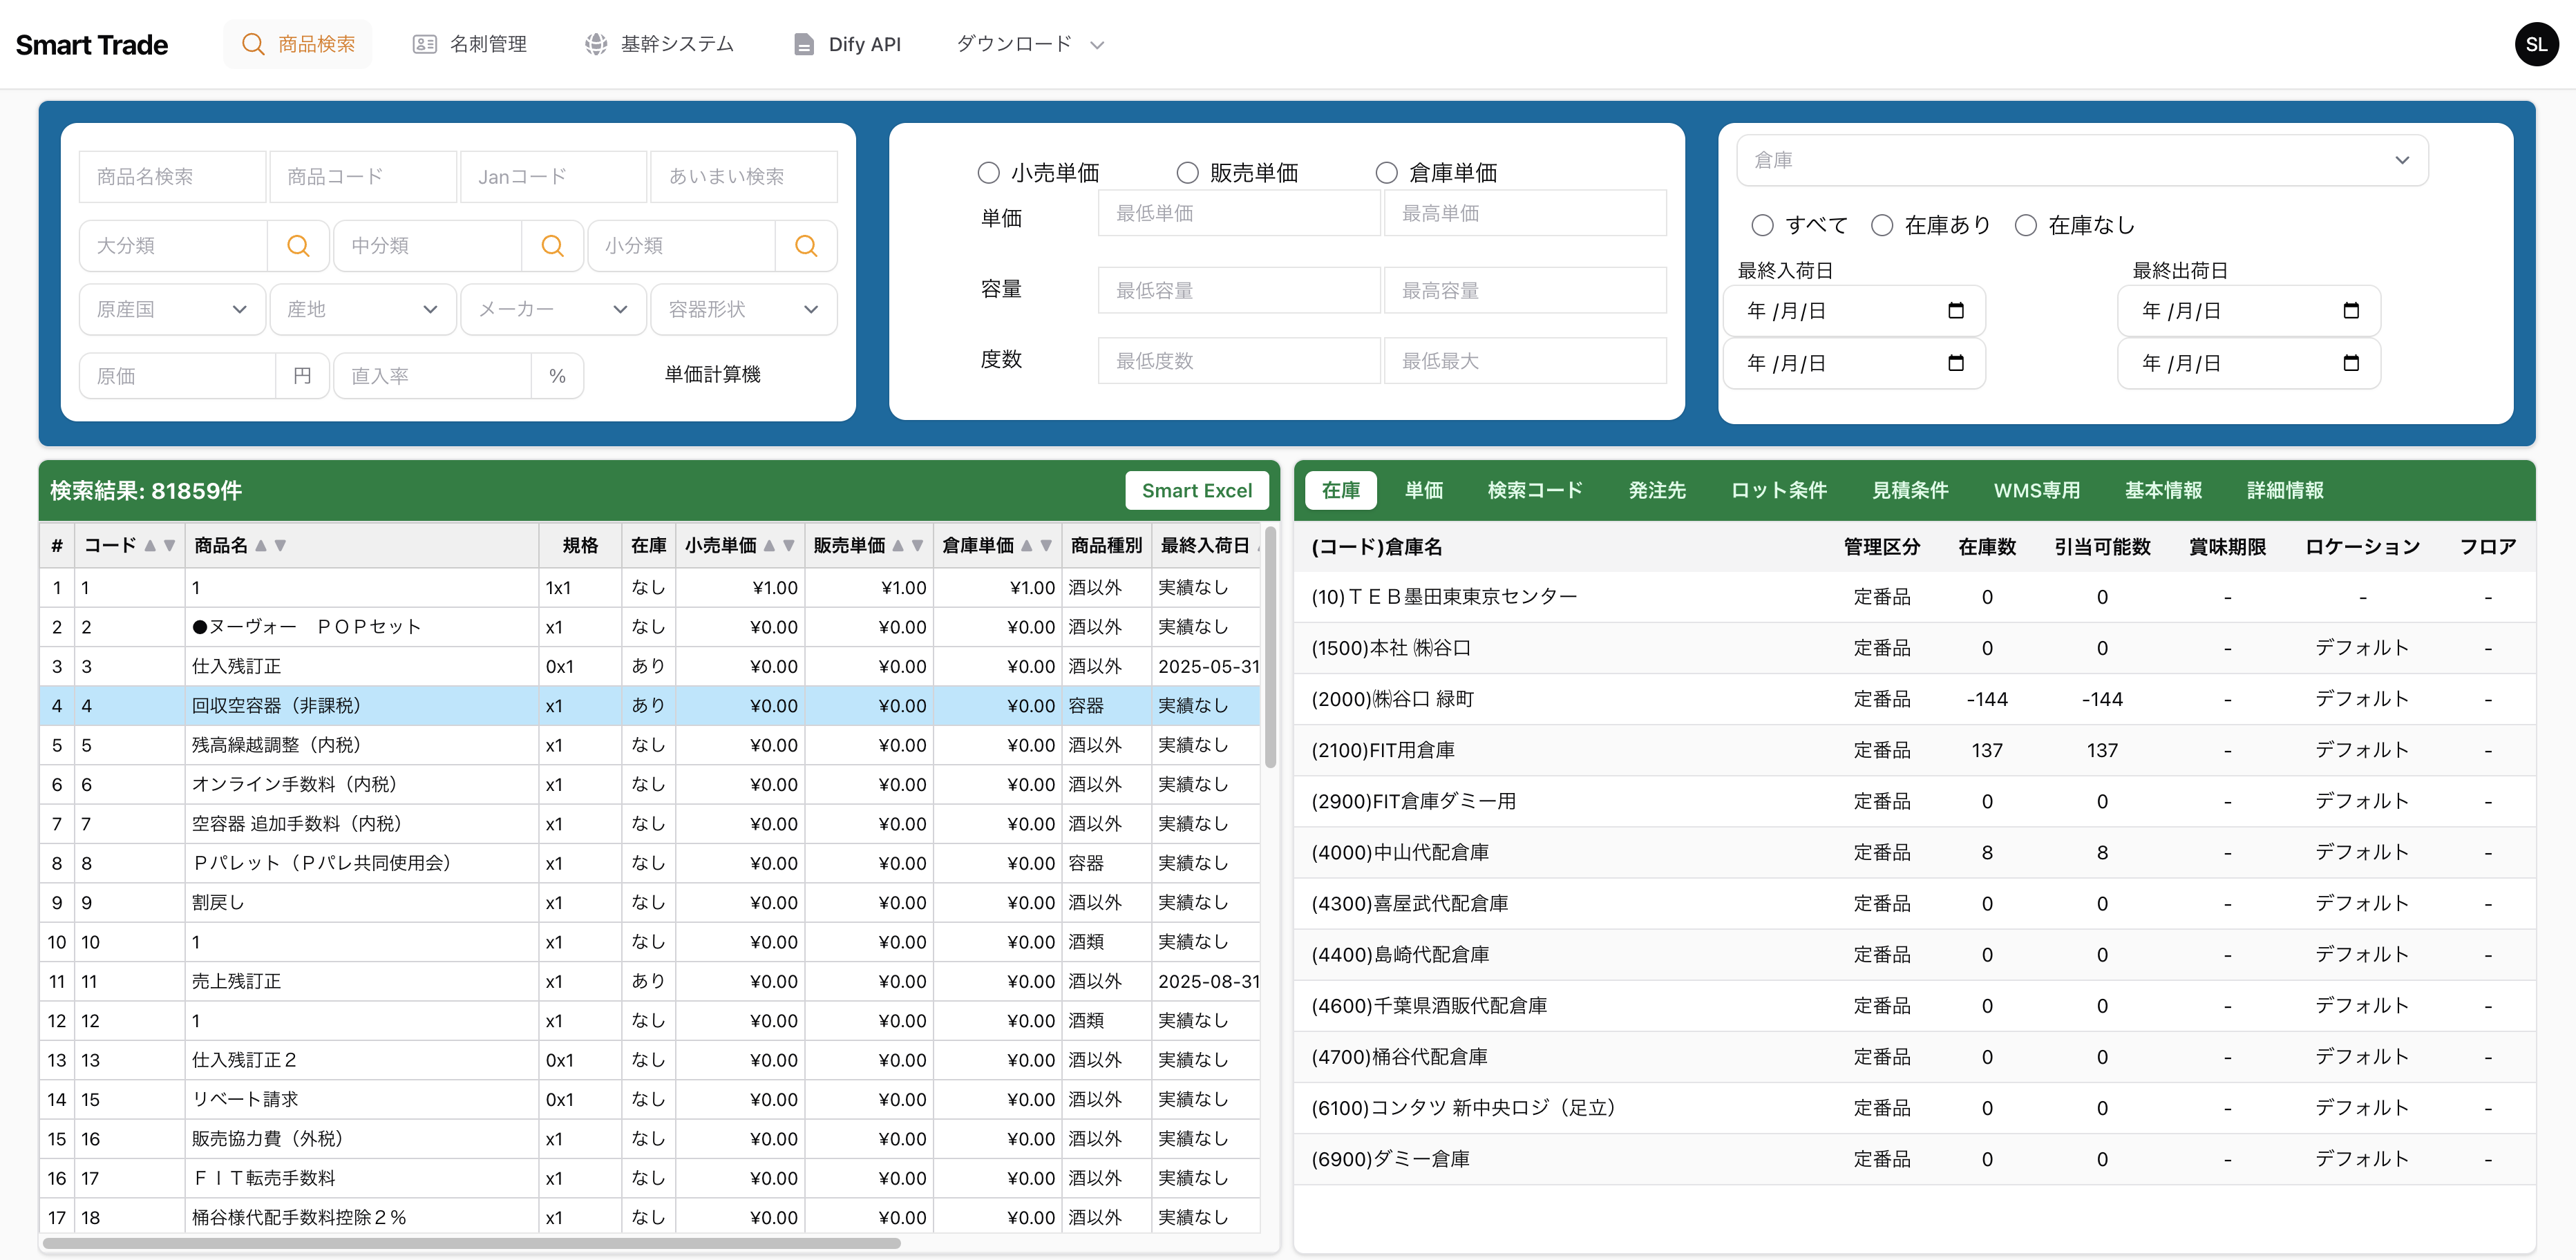 Smart Trade 商品検索 名刺管理 基幹システム Dify API ダウンロード SL
商品名検索 商品コード Janコード あいまい検索
大分類 中分類 小分類
原産国 産地 メーカー 容器形状
原価 円 直入率 % 単価計算機
小売単価 販売単価 倉庫単価
単価 最低単価 最高単価
容量 最低容量 最高容量
度数 最低度数 最低最大
倉庫
すべて 在庫あり 在庫なし
最終入荷日 最終出荷日
年 /月/日 年 /月/日
年 /月/日 年 /月/日
検索結果: 81859件 Smart Excel
# コード ▲▼ 商品名 ▲▼ 規格 在庫 小売単価 ▲▼ 販売単価 ▲▼ 倉庫単価 ▲▼ 商品種別 最終入荷日
1 1 1 1x1 なし ¥1.00 ¥1.00 ¥1.00 酒以外 実績なし
2 2 ●ヌーヴォー　ＰＯＰセット x1 なし ¥0.00 ¥0.00 ¥0.00 酒以外 実績なし
3 3 仕入残訂正 0x1 あり ¥0.00 ¥0.00 ¥0.00 酒以外 2025-05-31
4 4 回収空容器（非課税） x1 あり ¥0.00 ¥0.00 ¥0.00 容器 実績なし
5 5 残高繰越調整（内税） x1 なし ¥0.00 ¥0.00 ¥0.00 酒以外 実績なし
6 6 オンライン手数料（内税） x1 なし ¥0.00 ¥0.00 ¥0.00 酒以外 実績なし
7 7 空容器 追加手数料（内税） x1 なし ¥0.00 ¥0.00 ¥0.00 酒以外 実績なし
8 8 Ｐパレット（Ｐパレ共同使用会） x1 なし ¥0.00 ¥0.00 ¥0.00 容器 実績なし
9 9 割戻し x1 なし ¥0.00 ¥0.00 ¥0.00 酒以外 実績なし
10 10 1 x1 なし ¥0.00 ¥0.00 ¥0.00 酒類 実績なし
11 11 売上残訂正 x1 あり ¥0.00 ¥0.00 ¥0.00 酒以外 2025-08-31
12 12 1 x1 なし ¥0.00 ¥0.00 ¥0.00 酒類 実績なし
13 13 仕入残訂正２ 0x1 なし ¥0.00 ¥0.00 ¥0.00 酒以外 実績なし
14 15 リベート請求 0x1 なし ¥0.00 ¥0.00 ¥0.00 酒以外 実績なし
15 16 販売協力費（外税） x1 なし ¥0.00 ¥0.00 ¥0.00 酒以外 実績なし
16 17 ＦＩＴ転売手数料 x1 なし ¥0.00 ¥0.00 ¥0.00 酒以外 実績なし
17 18 桶谷様代配手数料控除２％ x1 なし ¥0.00 ¥0.00 ¥0.00 酒以外 実績なし
在庫 単価 検索コード 発注先 ロット条件 見積条件 WMS専用 基本情報 詳細情報
(コード)倉庫名 管理区分 在庫数 引当可能数 賞味期限 ロケーション フロア
(10)ＴＥＢ墨田東東京センター 定番品 0 0 - - -
(1500)本社 ㈱谷口 定番品 0 0 - デフォルト -
(2000)㈱谷口 緑町 定番品 -144 -144 - デフォルト -
(2100)FIT用倉庫 定番品 137 137 - デフォルト -
(2900)FIT倉庫ダミー用 定番品 0 0 - デフォルト -
(4000)中山代配倉庫 定番品 8 8 - デフォルト -
(4300)喜屋武代配倉庫 定番品 0 0 - デフォルト -
(4400)島崎代配倉庫 定番品 0 0 - デフォルト -
(4600)千葉県酒販代配倉庫 定番品 0 0 - デフォルト -
(4700)桶谷代配倉庫 定番品 0 0 - デフォルト -
(6100)コンタツ 新中央ロジ（足立） 定番品 0 0 - デフォルト -
(6900)ダミー倉庫 定番品 0 0 - デフォルト -